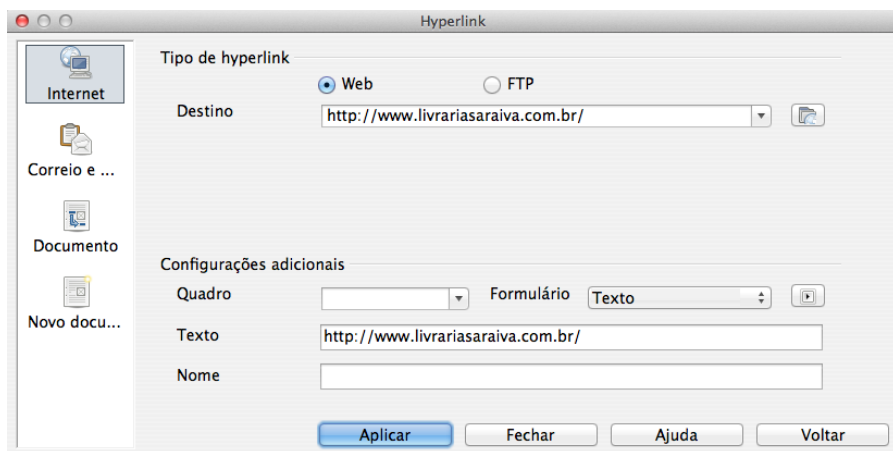 Hyperlink
Internet
Correio e ...
Documento
Novo docu...
Tipo de hyperlink
Web FTP
Destino http://www.livrariasaraiva.com.br/
Configurações adicionais
Quadro Formulário Texto
Texto http://www.livrariasaraiva.com.br/
Nome
Aplicar Fechar Ajuda Voltar